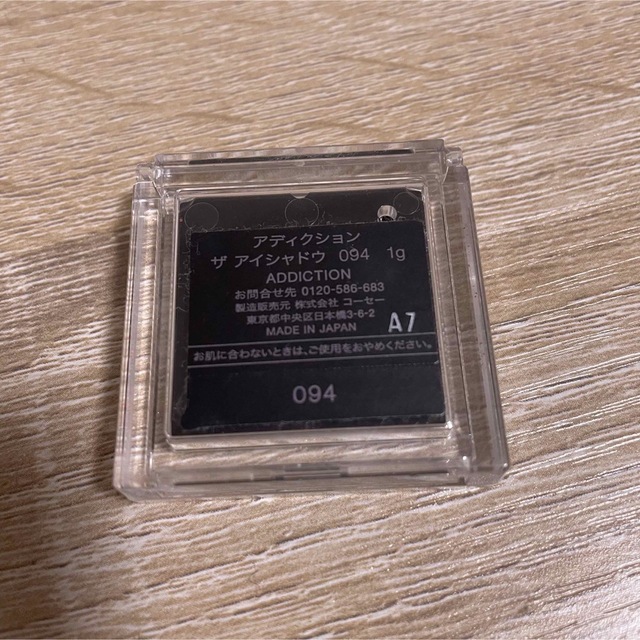 アディクション
ザ アイシャドウ 094 1g
ADDICTION
お問合せ先 0120-586-683
製造販売元 株式会社 コーセー
東京都中央区日本橋3-6-2
MADE IN JAPAN A7
お肌に合わないときは、ご使用をおやめください。
094